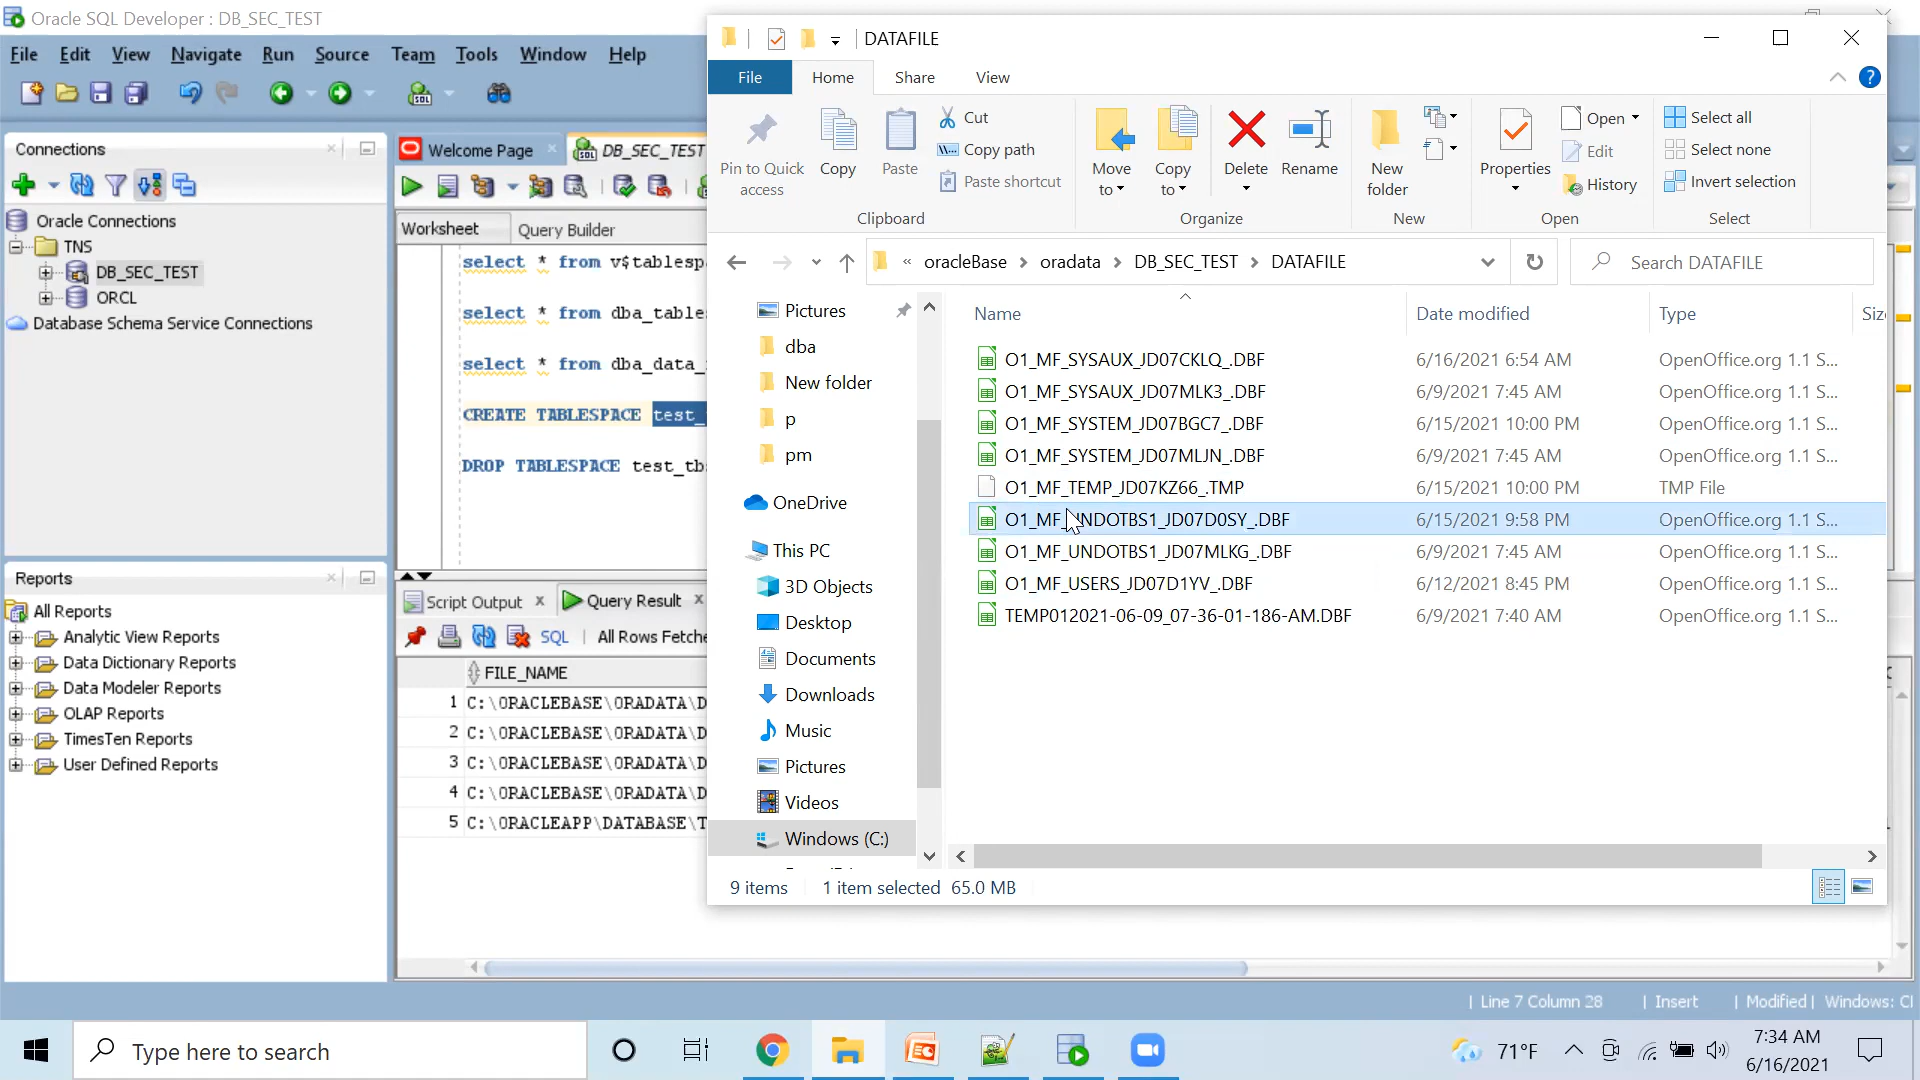 Oracle SQL Developer : DB_SEC_TEST
File Edit View Navigate Run Source Team Tools Window Help
Connections
Oracle Connections
TNS
DB_SEC_TEST
ORCL
Database Schema Service Connections
Reports
All Reports
Analytic View Reports
Data Dictionary Reports
Data Modeler Reports
OLAP Reports
TimesTen Reports
User Defined Reports
Welcome Page
DB_SEC_TEST
Worksheet Query Builder
select * from v$tablesp
select * from dba_table
select * from dba_data_
CREATE TABLESPACE test_
DROP TABLESPACE test_tb
Script Output Query Result
SQL All Rows Fetche
FILE_NAME
1 C:\ORACLEBASE\ORADATA\D
2 C:\ORACLEBASE\ORADATA\D
3 C:\ORACLEBASE\ORADATA\D
4 C:\ORACLEBASE\ORADATA\D
5 C:\ORACLEAPP\DATABASE\T
DATAFILE
File Home Share View
Pin to Quick access
Copy
Paste
Cut
Copy path
Paste shortcut
Clipboard
Move to
Copy to
Delete
Rename
Organize
New folder
New
Properties
Open
Edit
History
Open
Select all
Select none
Invert selection
Select
« oracleBase > oradata > DB_SEC_TEST > DATAFILE
Search DATAFILE
Pictures
dba
New folder
p
pm
OneDrive
This PC
3D Objects
Desktop
Documents
Downloads
Music
Pictures
Videos
Windows (C:)
Name Date modified Type Siz
O1_MF_SYSAUX_JD07CKLQ_.DBF 6/16/2021 6:54 AM OpenOffice.org 1.1 S...
O1_MF_SYSAUX_JD07MLK3_.DBF 6/9/2021 7:45 AM OpenOffice.org 1.1 S...
O1_MF_SYSTEM_JD07BGC7_.DBF 6/15/2021 10:00 PM OpenOffice.org 1.1 S...
O1_MF_SYSTEM_JD07MLJN_.DBF 6/9/2021 7:45 AM OpenOffice.org 1.1 S...
O1_MF_TEMP_JD07KZ66_.TMP 6/15/2021 10:00 PM TMP File
O1_MF_UNDOTBS1_JD07D0SY_.DBF 6/15/2021 9:58 PM OpenOffice.org 1.1 S...
O1_MF_UNDOTBS1_JD07MLKG_.DBF 6/9/2021 7:45 AM OpenOffice.org 1.1 S...
O1_MF_USERS_JD07D1YV_.DBF 6/12/2021 8:45 PM OpenOffice.org 1.1 S...
TEMP012021-06-09_07-36-01-186-AM.DBF 6/9/2021 7:40 AM OpenOffice.org 1.1 S...
9 items 1 item selected 65.0 MB
Line 7 Column 28 | Insert | Modified | Windows: Cl
Type here to search
71°F
7:34 AM
6/16/2021